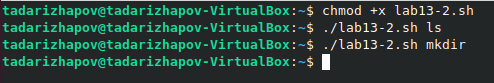 tadarizhapov@tadarizhapov-VirtualBox:~$ chmod +x lab13-2.sh
tadarizhapov@tadarizhapov-VirtualBox:~$ ./lab13-2.sh ls
tadarizhapov@tadarizhapov-VirtualBox:~$ ./lab13-2.sh mkdir
tadarizhapov@tadarizhapov-VirtualBox:~$